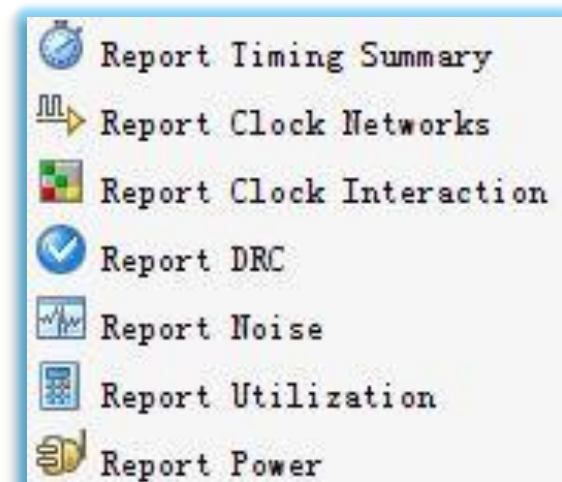 Report Timing Summary
Report Clock Networks
Report Clock Interaction
Report DRC
Report Noise
Report Utilization
Report Power